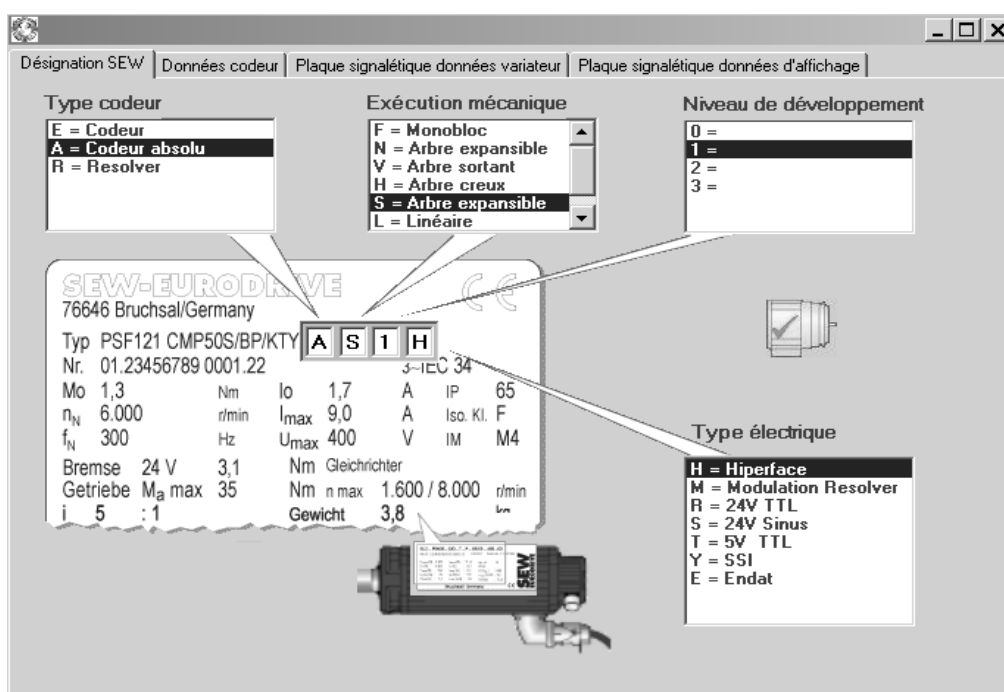 Désignation SEW Données codeur Plaque signalétique données variateur Plaque signalétique données d'affichage
Type codeur
E = Codeur
A = Codeur absolu
R = Resolver
Exécution mécanique
F = Monobloc
N = Arbre expansible
V = Arbre sortant
H = Arbre creux
S = Arbre expansible
L = Linéaire
Niveau de développement
0 =
1 =
2 =
3 =
SEW-EURODRIVE CE
76646 Bruchsal/Germany
Typ PSF121 CMP50S/BP/KTY A S 1 H
Nr. 01.23456789 0001.22 3~IEC 34
Mo 1,3 Nm Io 1,7 A IP 65
nN 6.000 r/min Imax 9,0 A Iso. Kl. F
fN 300 Hz Umax 400 V IM M4
Bremse 24 V 3,1 Nm Gleichrichter
Getriebe Ma max 35 Nm n max 1.600 / 8.000 r/min
i 5 :1 Gewicht 3,8 kg
Type électrique
H = Hiperface
M = Modulation Resolver
R = 24V TTL
S = 24V Sinus
T = 5V TTL
Y = SSI
E = Endat
SEW
EURODRIVE